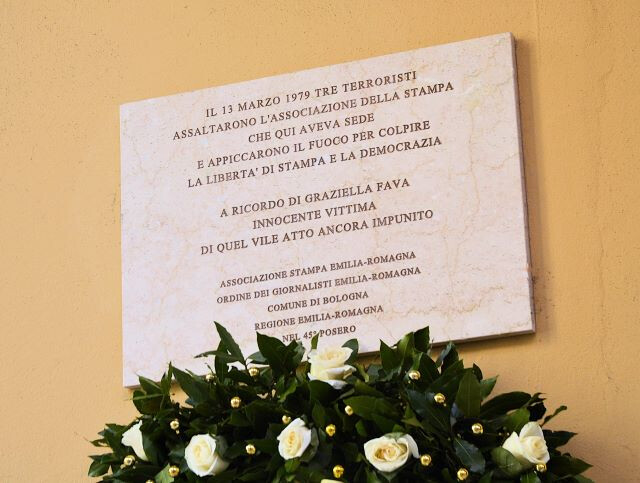 IL 13 MARZO 1979 TRE TERRORISTI
ASSALTARONO L'ASSOCIAZIONE DELLA STAMPA
CHE QUI AVEVA SEDE
E APPICCARONO IL FUOCO PER COLPIRE
LA LIBERTA' DI STAMPA E LA DEMOCRAZIA
A RICORDO DI GRAZIELLA FAVA
INNOCENTE VITTIMA
DI QUEL VILE ATTO ANCORA IMPUNITO
ASSOCIAZIONE STAMPA EMILIA-ROMAGNA
ORDINE DEI GIORNALISTI EMILIA-ROMAGNA
COMUNE DI BOLOGNA
REGIONE EMILIA-ROMAGNA
NEL 45º POSERO